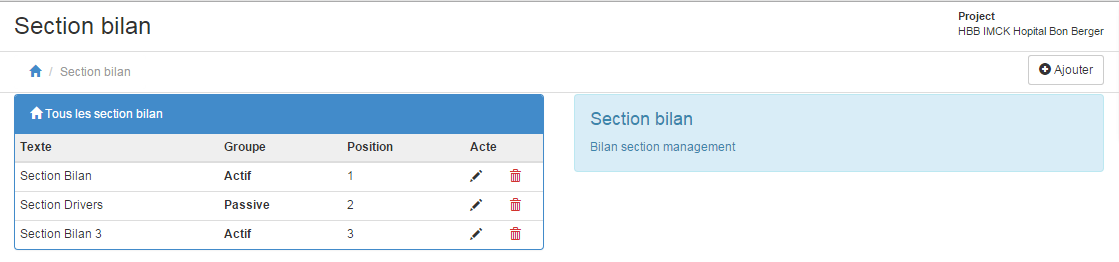 Section bilan
Project
HBB IMCK Hopital Bon Berger
/ Section bilan
Ajouter
Tous les section bilan
Texte Groupe Position Acte
Section Bilan Actif 1
Section Drivers Passive 2
Section Bilan 3 Actif 3
Section bilan
Bilan section management